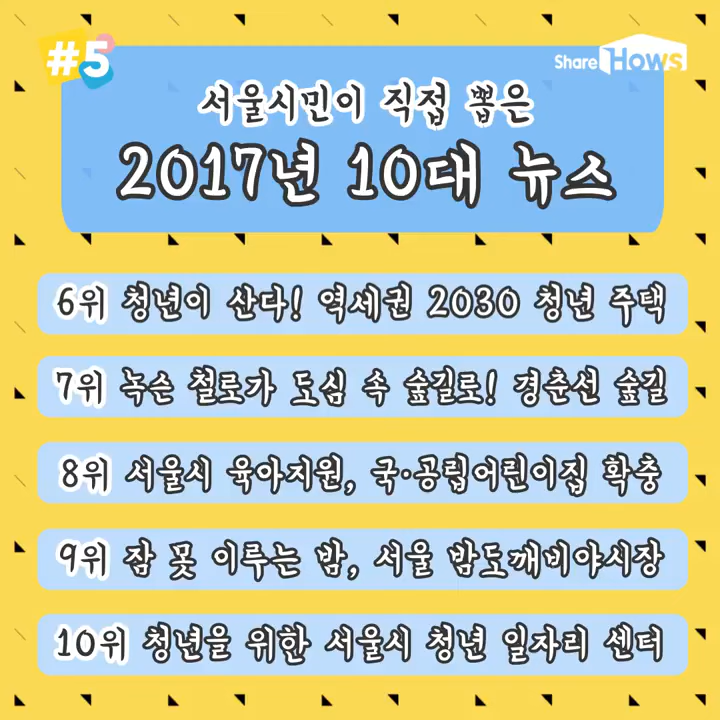 #5
Share Hows
서울시민이 직접 뽑은
2017년 10대 뉴스
6위 청년이 산다! 역세권 2030 청년 주택
7위 녹슨 철로가 도심 속 숲길로! 경춘선 숲길
8위 서울시 육아지원, 국·공립어린이집 확충
9위 잠 못 이루는 밤, 서울 밤도깨비야시장
10위 청년을 위한 서울시 청년 일자리 센터